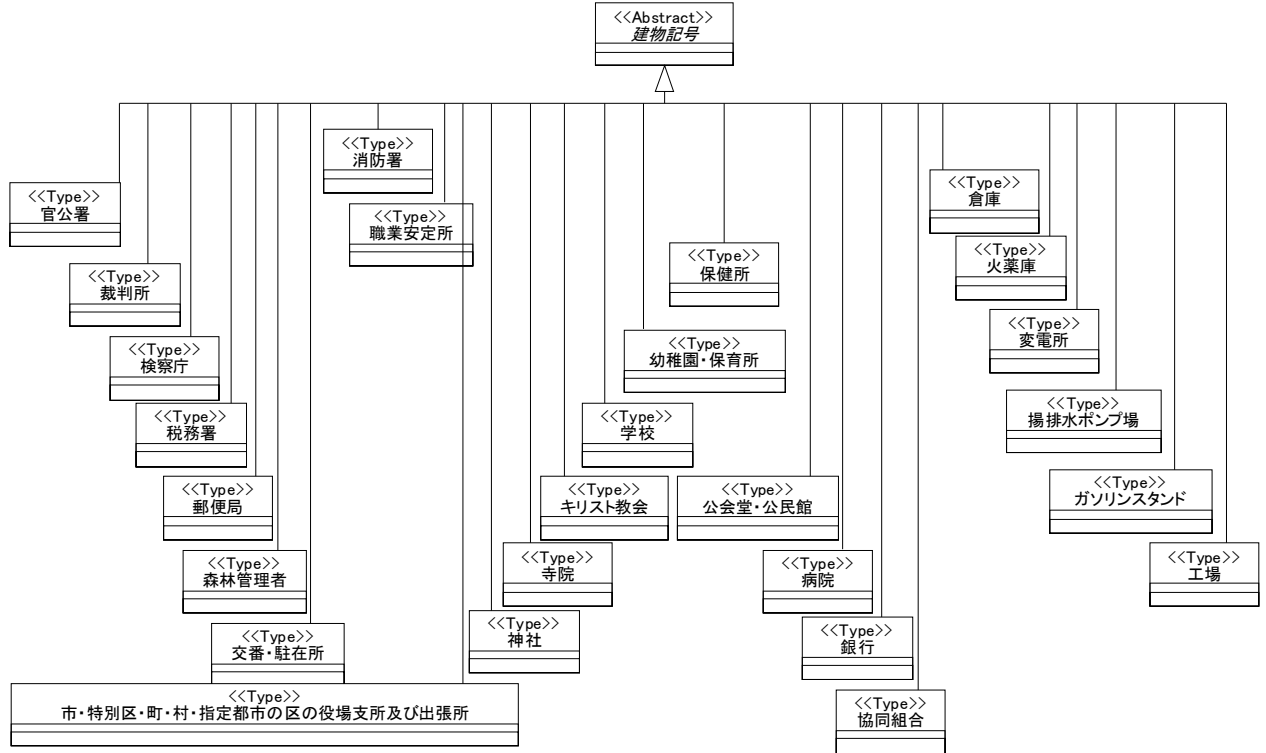 <<Abstract>>
建物記号
<<Type>>
消防署
<<Type>>
官公署
<<Type>>
職業安定所
<<Type>>
倉庫
<<Type>>
火薬庫
<<Type>>
保健所
<<Type>>
裁判所
<<Type>>
変電所
<<Type>>
幼稚園・保育所
<<Type>>
検察庁
<<Type>>
揚排水ポンプ場
<<Type>>
税務署
<<Type>>
学校
<<Type>>
ガソリンスタンド
<<Type>>
郵便局
<<Type>>
キリスト教会
<<Type>>
公会堂・公民館
<<Type>>
森林管理者
<<Type>>
寺院
<<Type>>
病院
<<Type>>
工場
<<Type>>
交番・駐在所
<<Type>>
神社
<<Type>>
銀行
<<Type>>
市・特別区・町・村・指定都市の区の役場支所及び出張所
<<Type>>
協同組合